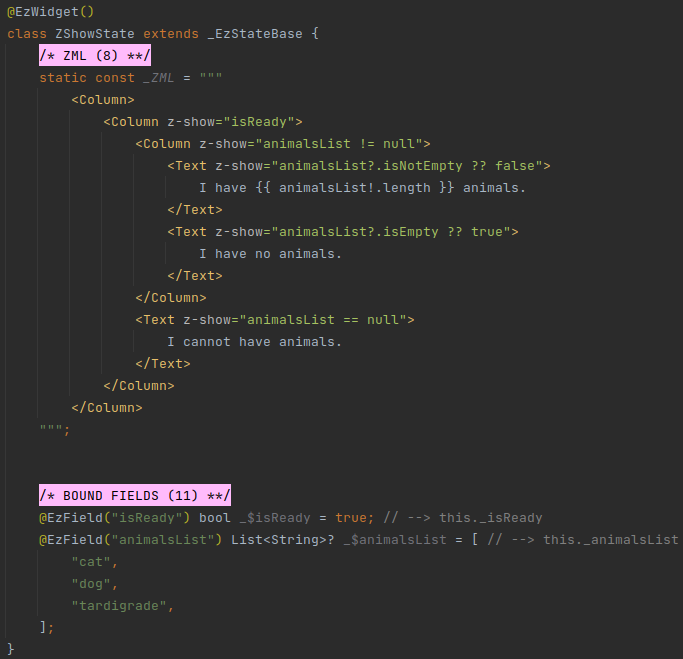 @EzWidget()
class ZShowState extends _EzStateBase {
    /* ZML (8) **/
    static const _ZML = """
        <Column>
            <Column z-show="isReady">
                <Column z-show="animalsList != null">
                    <Text z-show="animalsList?.isNotEmpty ?? false">
                        I have {{ animalsList!.length }} animals.
                    </Text>
                    <Text z-show="animalsList?.isEmpty ?? true">
                        I have no animals.
                    </Text>
                </Column>
                <Text z-show="animalsList == null">
                    I cannot have animals.
                </Text>
            </Column>
        </Column>
    """;
    /* BOUND FIELDS (11) **/
    @EzField("isReady") bool _$isReady = true; // --> this._isReady
    @EzField("animalsList") List<String>? _$animalsList = [ // --> this._animalsList
        "cat",
        "dog",
        "tardigrade",
    ];
}